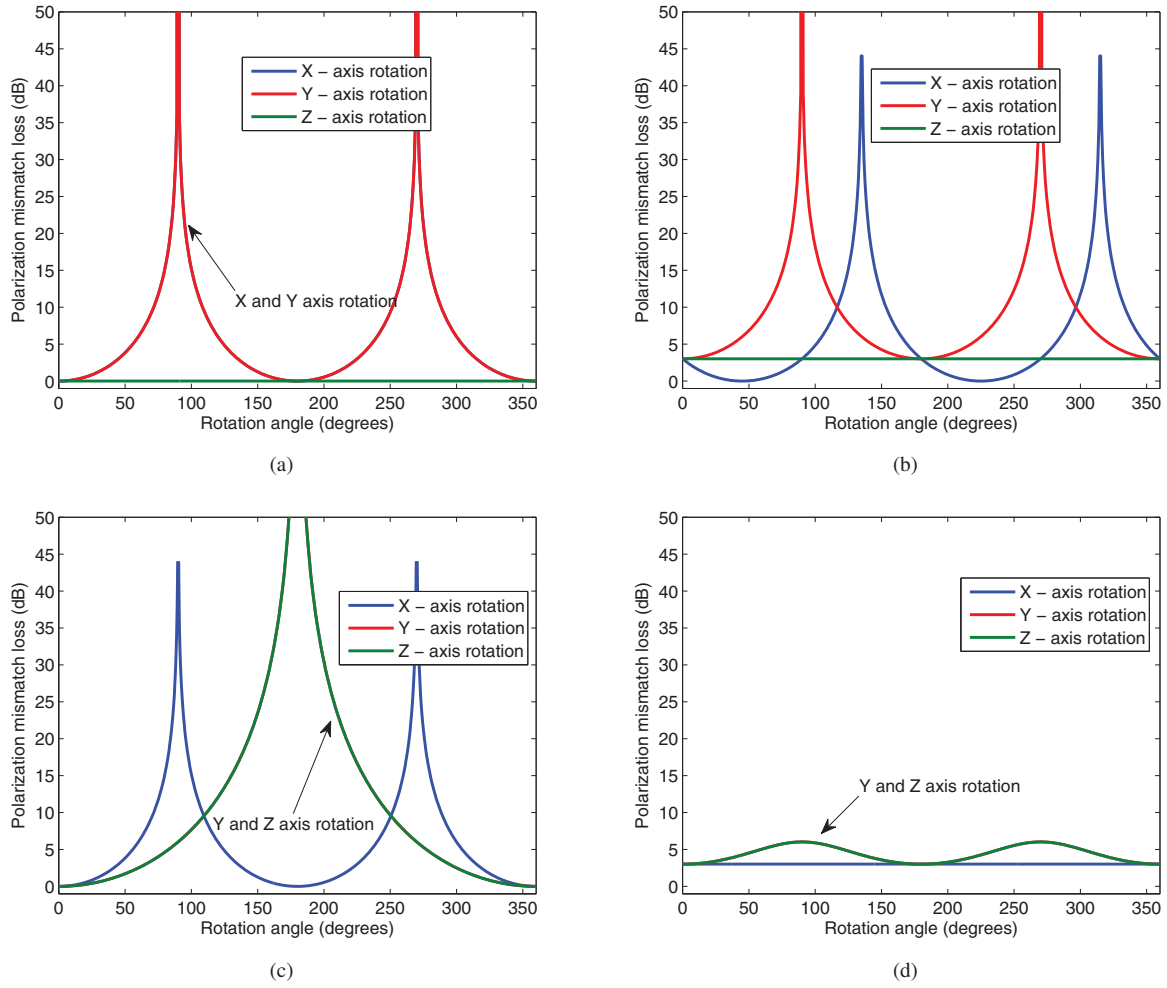 50
45
40
35
30
25
20
15
10
5
0
Polarization mismatch loss (dB)
X – axis rotation
Y – axis rotation
Z – axis rotation
X and Y axis rotation
0 50 100 150 200 250 300 350
Rotation angle (degrees)
(a)
50
45
40
35
30
25
20
15
10
5
0
Polarization mismatch loss (dB)
X – axis rotation
Y – axis rotation
Z – axis rotation
0 50 100 150 200 250 300 350
Rotation angle (degrees)
(b)
50
45
40
35
30
25
20
15
10
5
0
Polarization mismatch loss (dB)
X – axis rotation
Y – axis rotation
Z – axis rotation
Y and Z axis rotation
0 50 100 150 200 250 300 350
Rotation angle (degrees)
(c)
50
45
40
35
30
25
20
15
10
5
0
Polarization mismatch loss (dB)
X – axis rotation
Y – axis rotation
Z – axis rotation
Y and Z axis rotation
0 50 100 150 200 250 300 350
Rotation angle (degrees)
(d)